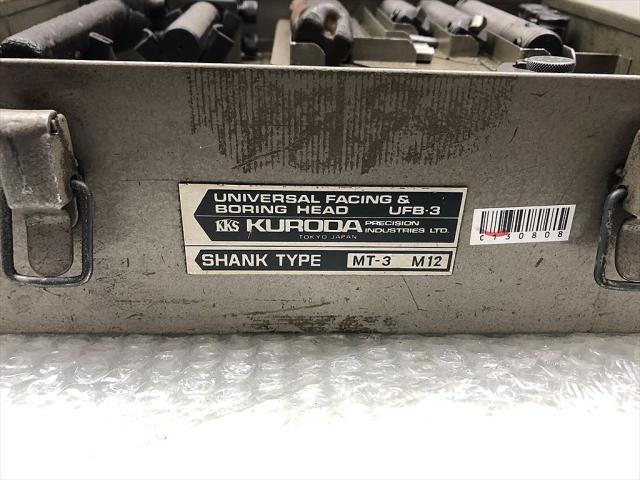 UNIVERSAL FACING &
BORING HEAD UFB-3
KKS KURODA PRECISION INDUSTRIES LTD.
TOKYO JAPAN
SHANK TYPE MT-3 M12
C130808